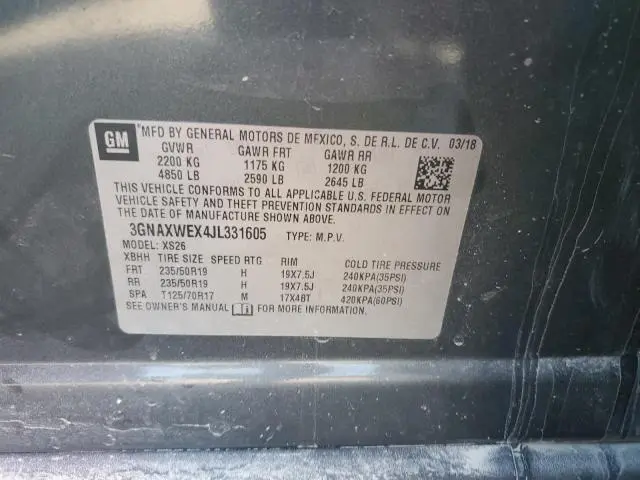 GM
*MFD BY GENERAL MOTORS DE MEXICO, S. DE R.L. DE C.V. 03/18
GVWR GAWR FRT GAWR RR
2200 KG 1175 KG 1200 KG
4850 LB 2590 LB 2645 LB
THIS VEHICLE CONFORMS TO ALL APPLICABLE U.S. FEDERAL MOTOR
VEHICLE SAFETY AND THEFT PREVENTION STANDARDS IN EFFECT ON
THE DATE OF MANUFACTURE SHOWN ABOVE.
3GNAXWEX4JL331605 TYPE: M.P.V.
MODEL: XS26
XBHH TIRE SIZE SPEED RTG RIM COLD TIRE PRESSURE
FRT 235/50R19 H 19X7.5J 240KPA(35PSI)
RR 235/50R19 H 19X7.5J 240KPA(35PSI)
SPA T125/70R17 M 17X4BT 420KPA(60PSI)
SEE OWNER'S MANUAL FOR MORE INFORMATION.